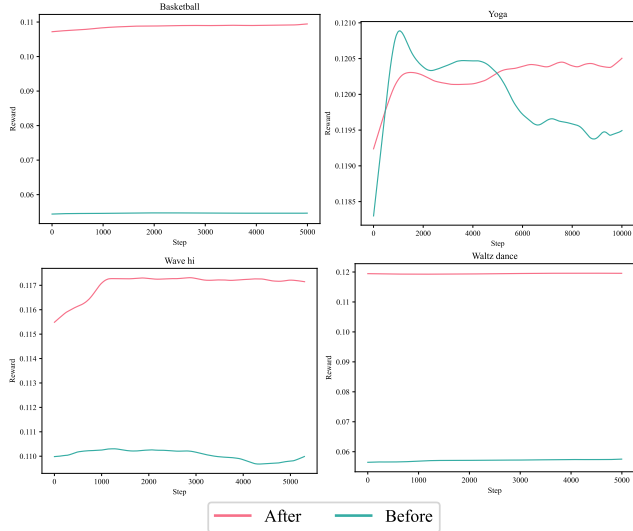 Basketball
0.11
0.10
0.09
0.08
0.07
0.06
Reward
0 1000 2000 3000 4000 5000
Step
Yoga
0.1210
0.1205
0.1200
0.1195
0.1190
0.1185
Reward
0 2000 4000 6000 8000 10000
Step
Wave hi
0.117
0.116
0.115
0.114
0.113
0.112
0.111
0.110
Reward
0 1000 2000 3000 4000 5000
Step
Waltz dance
0.12
0.11
0.10
0.09
0.08
0.07
0.06
Reward
0 1000 2000 3000 4000 5000
Step
After Before